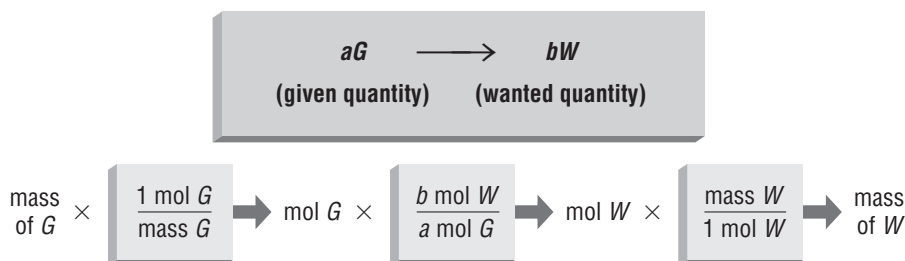 aG ⟶ bW
(given quantity) (wanted quantity)
mass of G × 1 mol G / mass G → mol G × b mol W / a mol G → mol W × mass W / 1 mol W → mass of W